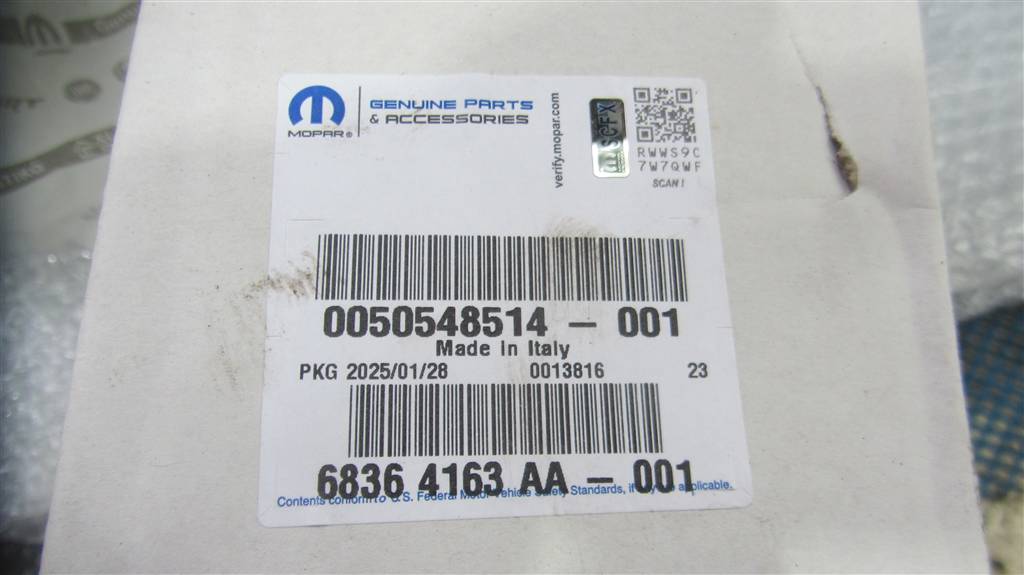 MOPAR®
GENUINE PARTS
& ACCESSORIES
verify.mopar.com
SCFX
RWWS9C
7W7QWF
SCAN!
0050548514 - 001
Made In Italy
PKG 2025/01/28 0013816 23
6836 4163 AA - 001
Contents conform to U.S. Federal Motor Vehicle Safety Standards, if applicable.